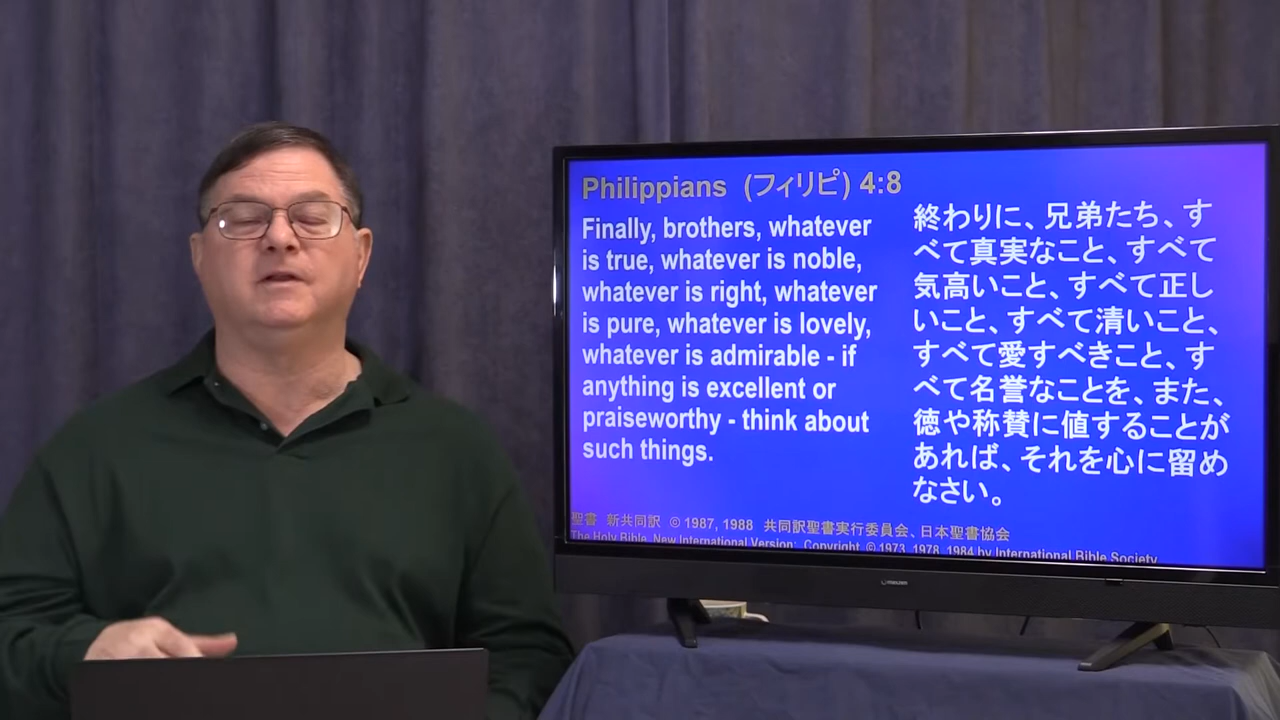 Philippians (フィリピ) 4:8
Finally, brothers, whatever
is true, whatever is noble,
whatever is right, whatever
is pure, whatever is lovely,
whatever is admirable - if
anything is excellent or
praiseworthy - think about
such things.
終わりに、兄弟たち、す
べて真実なこと、すべて
気高いこと、すべて正し
いこと、すべて清いこと、
すべて愛すべきこと、す
べて名誉なことを、また、
徳や称賛に値することが
あれば、それを心に留め
なさい。
聖書 新共同訳 © 1987, 1988 共同訳聖書実行委員会、日本聖書協会
The Holy Bible, New International Version; Copyright © 1973, 1978, 1984 by International Bible Society